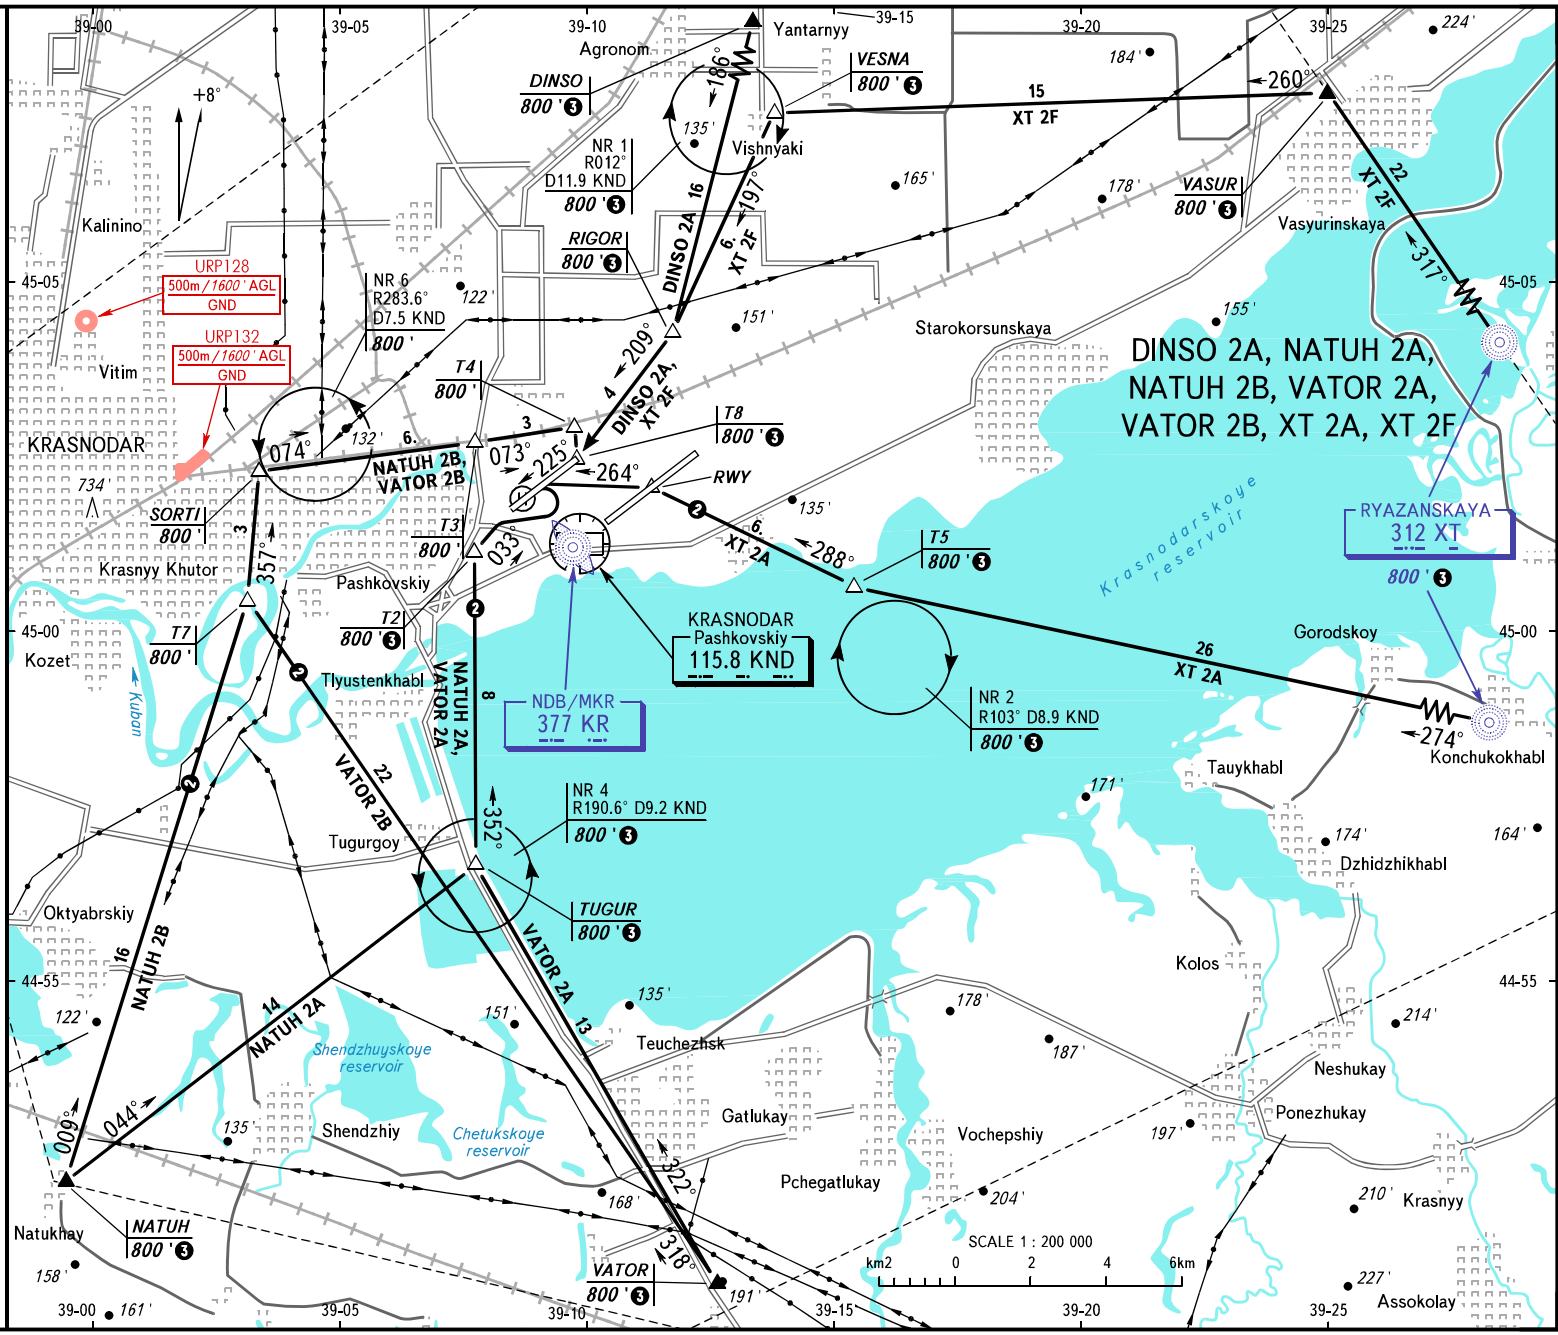 39-00
39-05
39-10
39-15
39-20
39-25
224'
Yantarnyy
Agronom
184'
DINSO
800' 3
VESNA
800' 3
186°
15
XT 2F
260°
+8°
135'
NR 1
R012°
D11.9 KND
800' 3
Vishnyaki
165'
178'
VASUR
800' 3
22
XT 2F
Vasyurinskaya
Kalinino
16
DINSO 2A
197°
6.
XT 2F
RIGOR
800' 3
317°
URP128
500m/1600' AGL
GND
45-05
NR 6
R283.6°
D7.5 KND
800'
122'
151'
155'
45-05
Starokorsunskaya
URP132
500m/1600' AGL
GND
Vitim
T4
800'
209°
4
DINSO 2A,
XT 2F
DINSO 2A, NATUH 2A,
NATUH 2B, VATOR 2A,
VATOR 2B, XT 2A, XT 2F
T8
800' 3
KRASNODAR
074°
132'
6.
NATUH 2B,
VATOR 2B
3
073°
225°
264°
RWY
734'
135'
2
SORTI
800'
T3
800'
6.
XT 2A
288°
T5
800' 3
Krasnodarskoye
reservoir
RYAZANSKAYA
312 XT
800' 3
3
357°
033°
Krasnyy Khutor
Pashkovskiy
T2
800' 3
2
T7
800'
45-00
Kozet
KRASNODAR
Pashkovskiy
115.8 KND
Gorodskoy
45-00
26
XT 2A
2
Tlyustenkhabl
Kuban
8
NATUH 2A,
VATOR 2A
NDB/MKR
377 KR
NR 2
R103° D8.9 KND
800' 3
274°
Konchukokhabl
Tauykhabl
22
VATOR 2B
2
NR 4
R190.6° D9.2 KND
800' 3
352°
171'
174'
164'
Tugurgoy
Dzhidzhikhabl
Oktyabrskiy
TUGUR
800' 3
16
NATUH 2B
VATOR 2A
13
Kolos
44-55
44-55
122'
14
NATUH 2A
151'
135'
178'
214'
Shendzhuyskoye
reservoir
Teuchezhsk
187'
Neshukay
009°
044°
135'
Shendzhiy
Chetukskoye
reservoir
Gatlukay
Vochepshiy
197'
Ponezhukay
322°
Pchegatlukay
168'
204'
210'
Krasnyy
Natukhay
NATUH
800' 3
318°
SCALE 1 : 200 000
km2 0 2 4 6km
158'
VATOR
800' 3
191'
227'
Assokolay
39-00
161'
39-05
39-10
39-15
39-20
39-25